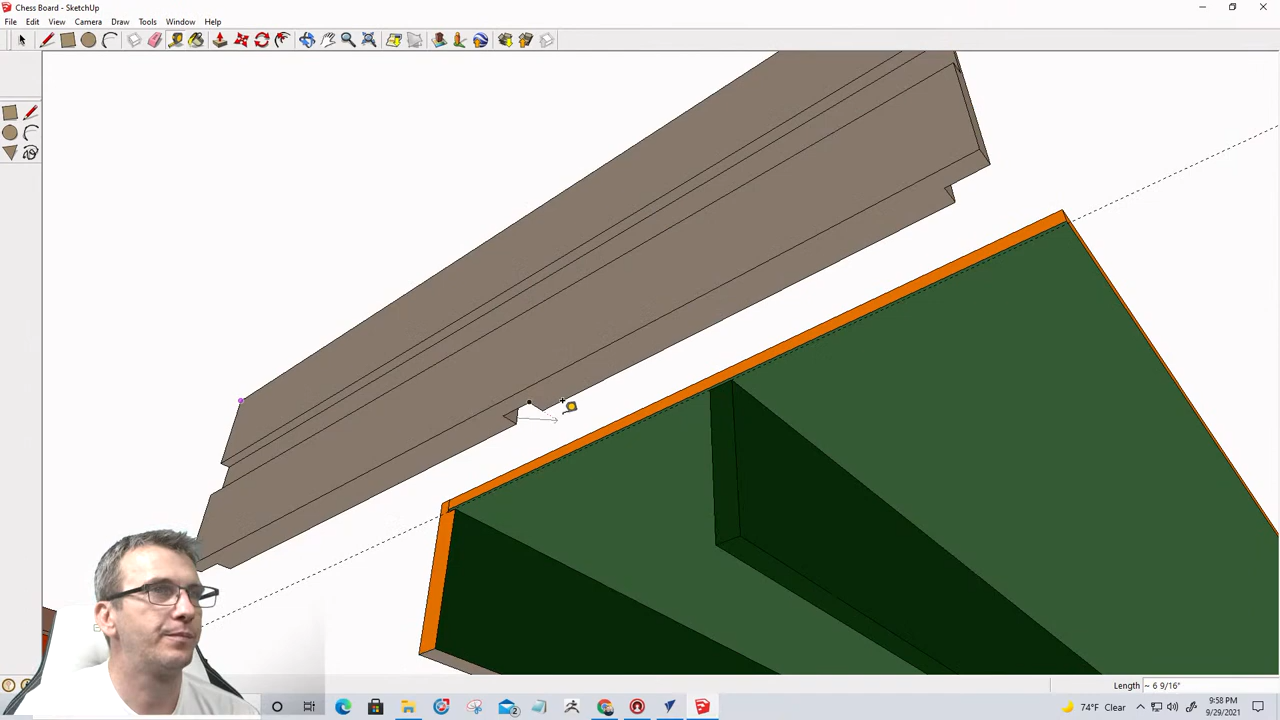 Chess Board - SketchUp
File Edit View Camera Draw Tools Window Help
Length ~ 6 9/16"
74°F Clear
9:58 PM
9/29/2021
2